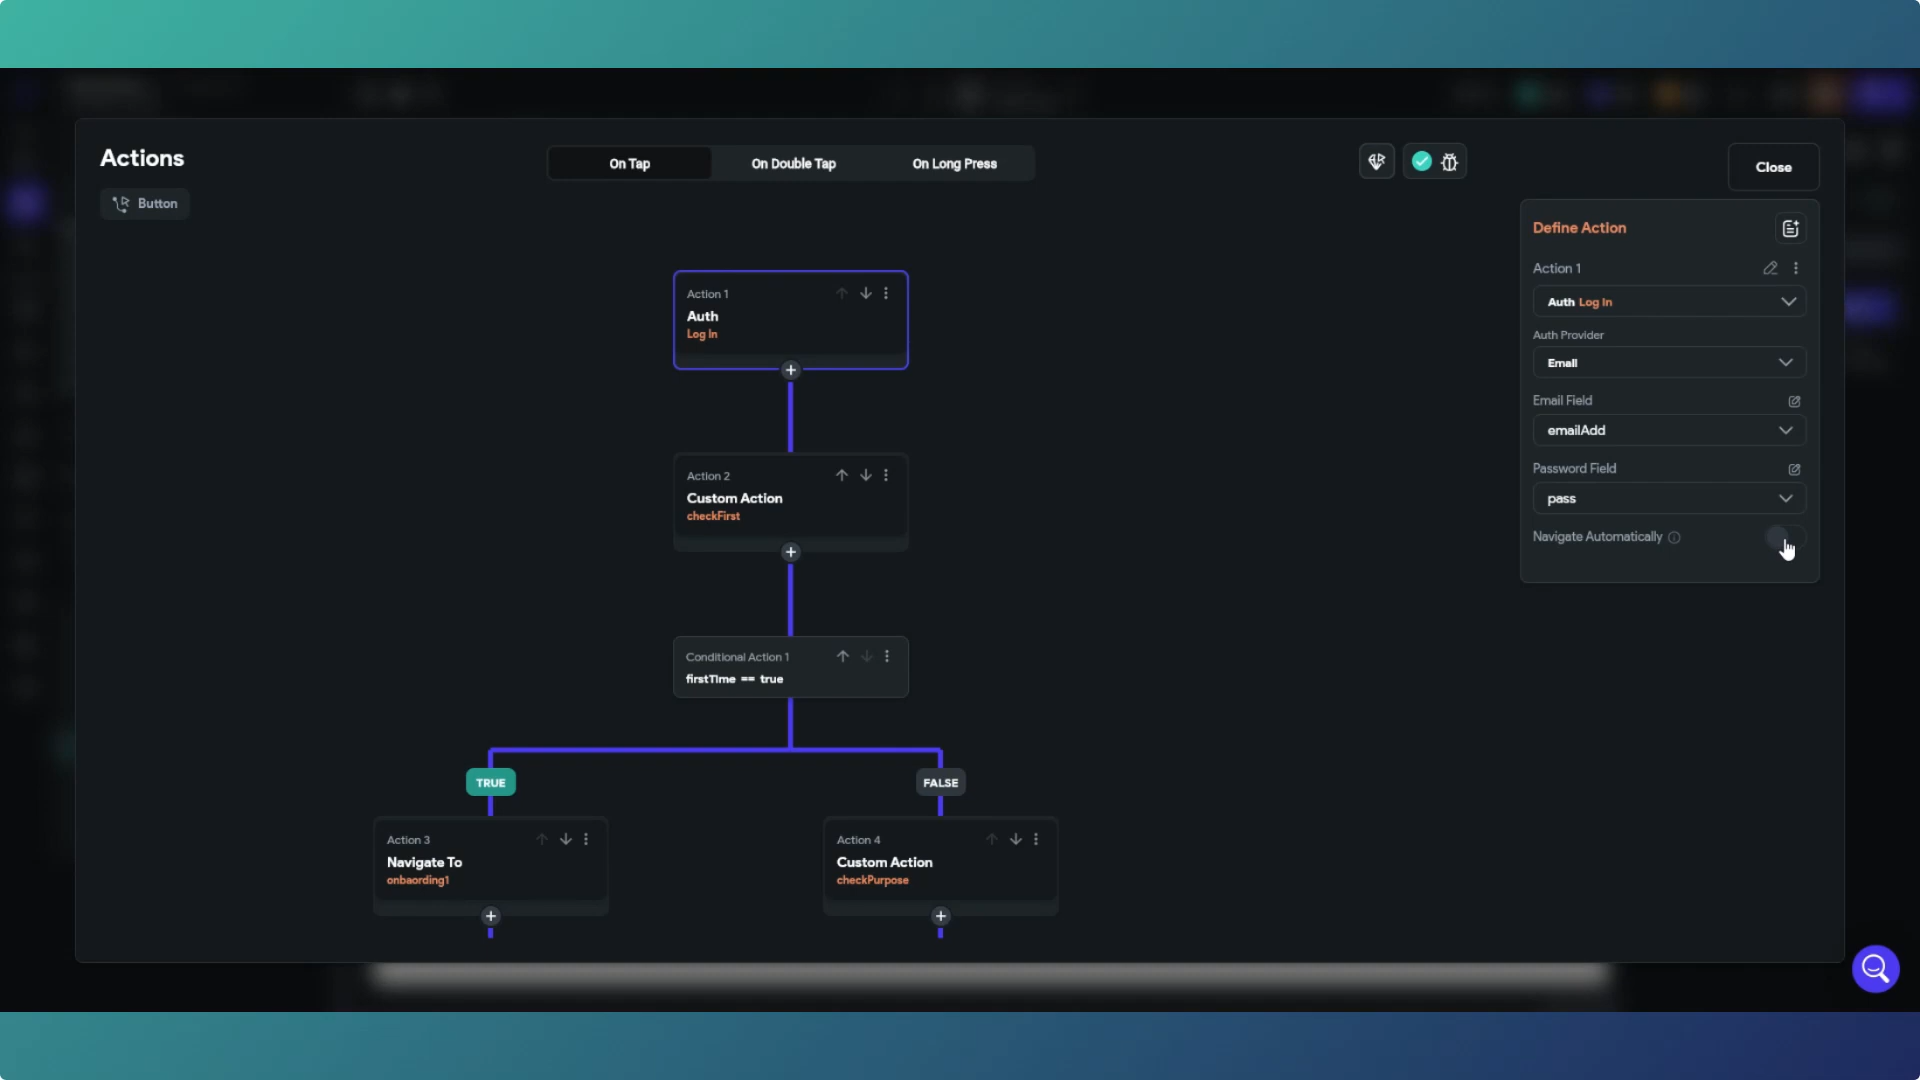 Actions
On Tap
On Double Tap
On Long Press
Close
Button
Define Action
Action 1
Auth Log In
Auth Provider
Email
Email Field
emailAdd
Password Field
pass
Navigate Automatically
Action 1
Auth
Log In
Action 2
Custom Action
checkFirst
Conditional Action 1
firstTime == true
TRUE
FALSE
Action 3
Navigate To
onbaording1
Action 4
Custom Action
checkPurpose